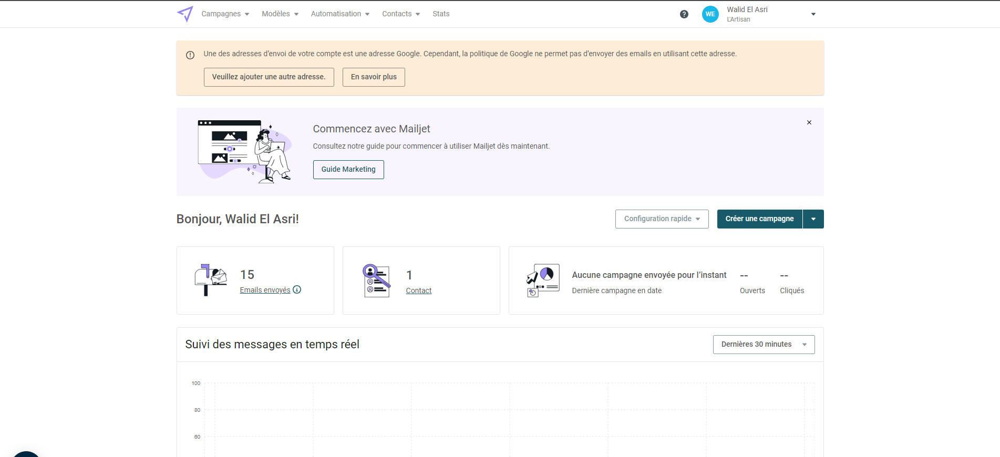 Campagnes
Modèles
Automatisation
Contacts
Stats
WE
Walid El Asri
L'Artisan
Une des adresses d’envoi de votre compte est une adresse Google. Cependant, la politique de Google ne permet pas d’envoyer des emails en utilisant cette adresse.
Veuillez ajouter une autre adresse.
En savoir plus
Commencez avec Mailjet
Consultez notre guide pour commencer à utiliser Mailjet dès maintenant.
Guide Marketing
Bonjour, Walid El Asri!
Configuration rapide
Créer une campagne
15
Emails envoyés
1
Contact
Aucune campagne envoyée pour l’instant
Dernière campagne en date
--
Ouverts
--
Cliqués
Suivi des messages en temps réel
Dernières 30 minutes
100
80
60